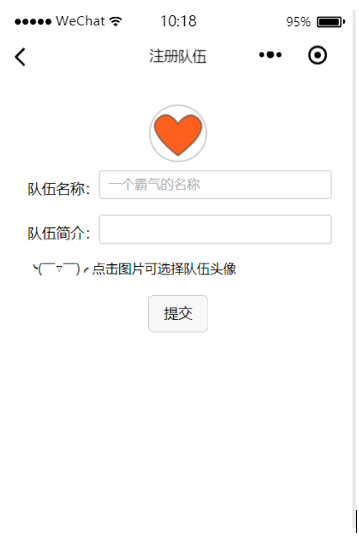 WeChat 10:18 95%
注册队伍
队伍名称： 一个霸气的名称
队伍简介：
ヽ(￣▽￣)╭ 点击图片可选择队伍头像
提交